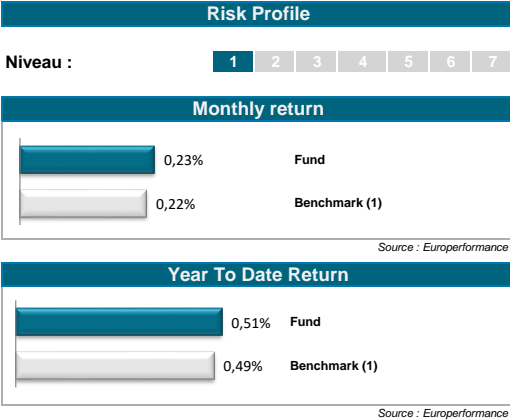 Risk Profile
Niveau : 1 2 3 4 5 6 7
Monthly return
0,23% Fund
0,22% Benchmark (1)
Source : Europerformance
Year To Date Return
0,51% Fund
0,49% Benchmark (1)
Source : Europerformance